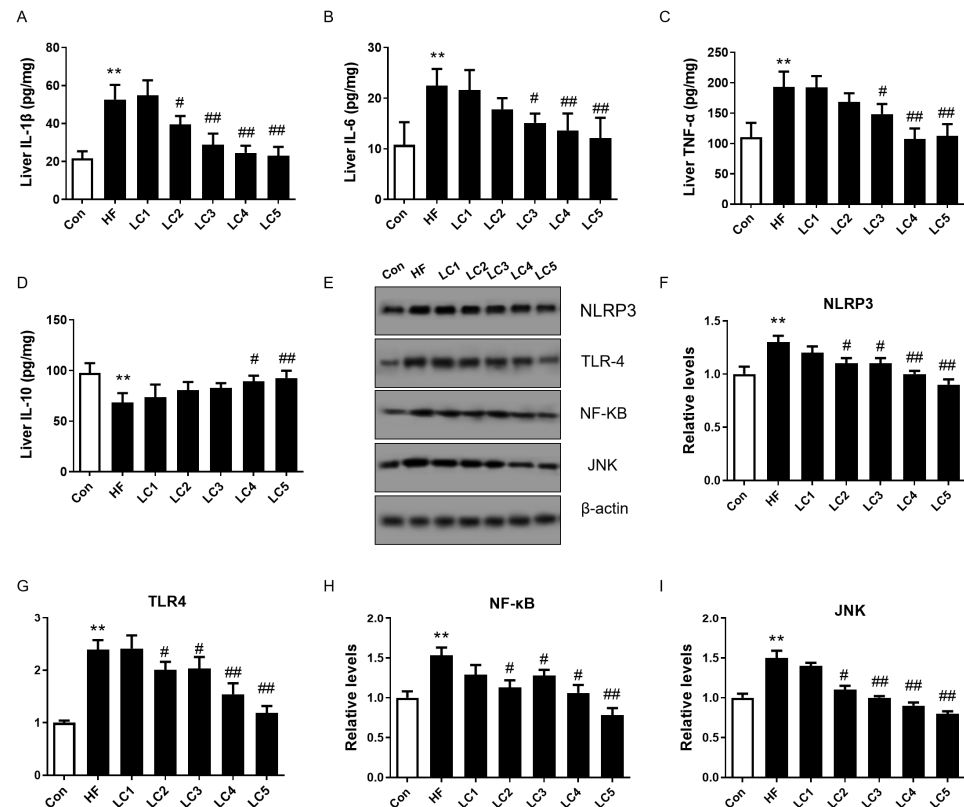 A
Liver IL-1β (pg/mg)
80
60
40
20
0
**
#
##
##
##
Con HF LC1 LC2 LC3 LC4 LC5
B
Liver IL-6 (pg/mg)
30
20
10
0
**
#
##
##
Con HF LC1 LC2 LC3 LC4 LC5
C
Liver TNF-α (pg/mg)
250
200
150
100
50
0
**
#
##
##
Con HF LC1 LC2 LC3 LC4 LC5
D
Liver IL-10 (pg/mg)
150
100
50
0
**
#
##
Con HF LC1 LC2 LC3 LC4 LC5
E
Con HF LC1 LC2 LC3 LC4 LC5
NLRP3
TLR-4
NF-KB
JNK
β-actin
F
NLRP3
Relative levels
1.5
1.0
0.5
0.0
**
#
#
##
##
Con HF LC1 LC2 LC3 LC4 LC5
G
TLR4
Relative levels
3
2
1
0
**
#
#
##
##
Con HF LC1 LC2 LC3 LC4 LC5
H
NF-κB
Relative levels
2.0
1.5
1.0
0.5
0.0
**
#
#
#
##
Con HF LC1 LC2 LC3 LC4 LC5
I
JNK
Relative levels
2.0
1.5
1.0
0.5
0.0
**
#
##
##
##
Con HF LC1 LC2 LC3 LC4 LC5